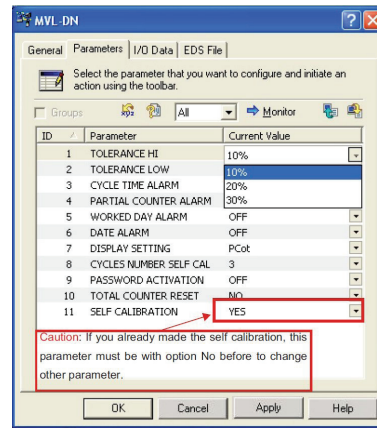 MVL-DN
General Parameters I/O Data EDS File
Select the parameter that you want to configure and initiate an
action using the toolbar.
Groups All Monitor
ID Parameter Current Value
1 TOLERANCE HI 10%
2 TOLERANCE LOW 10%
3 CYCLE TIME ALARM 20%
4 PARTIAL COUNTER ALARM 30%
5 WORKED DAY ALARM OFF
6 DATE ALARM OFF
7 DISPLAY SETTING PCot
8 CYCLES NUMBER SELF CAL 3
9 PASSWORD ACTIVATION OFF
10 TOTAL COUNTER RESET NO
11 SELF CALIBRATION YES
Caution: If you already made the self calibration, this
parameter must be with option No before to change
other parameter.
OK Cancel Apply Help